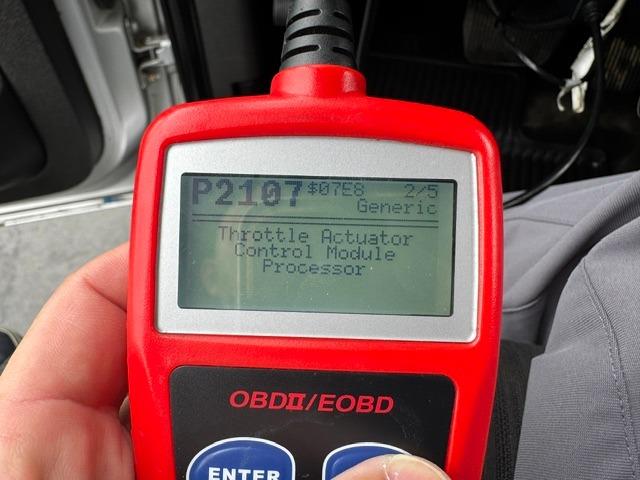 P2107 $07E8 2/5
Generic
Throttle Actuator
Control Module
Processor
OBDII/EOBD
ENTER